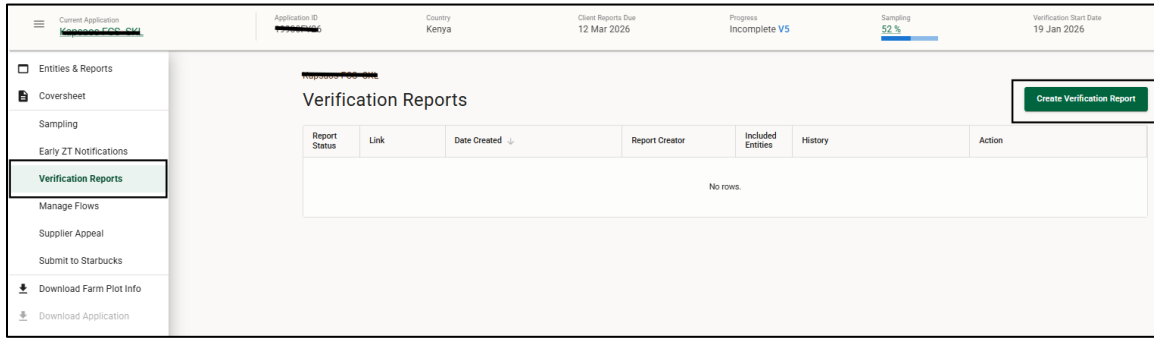 Current Application
Application ID
Country
Client Reports Due
Progress
Sampling
Verification Start Date
Kenya
12 Mar 2026
Incomplete V5
52 %
19 Jan 2026
Entities & Reports
Coversheet
Sampling
Early ZT Notifications
Verification Reports
Manage Flows
Supplier Appeal
Submit to Starbucks
Download Farm Plot Info
Download Application
Verification Reports
Create Verification Report
Report Status
Link
Date Created
Report Creator
Included Entities
History
Action
No rows.